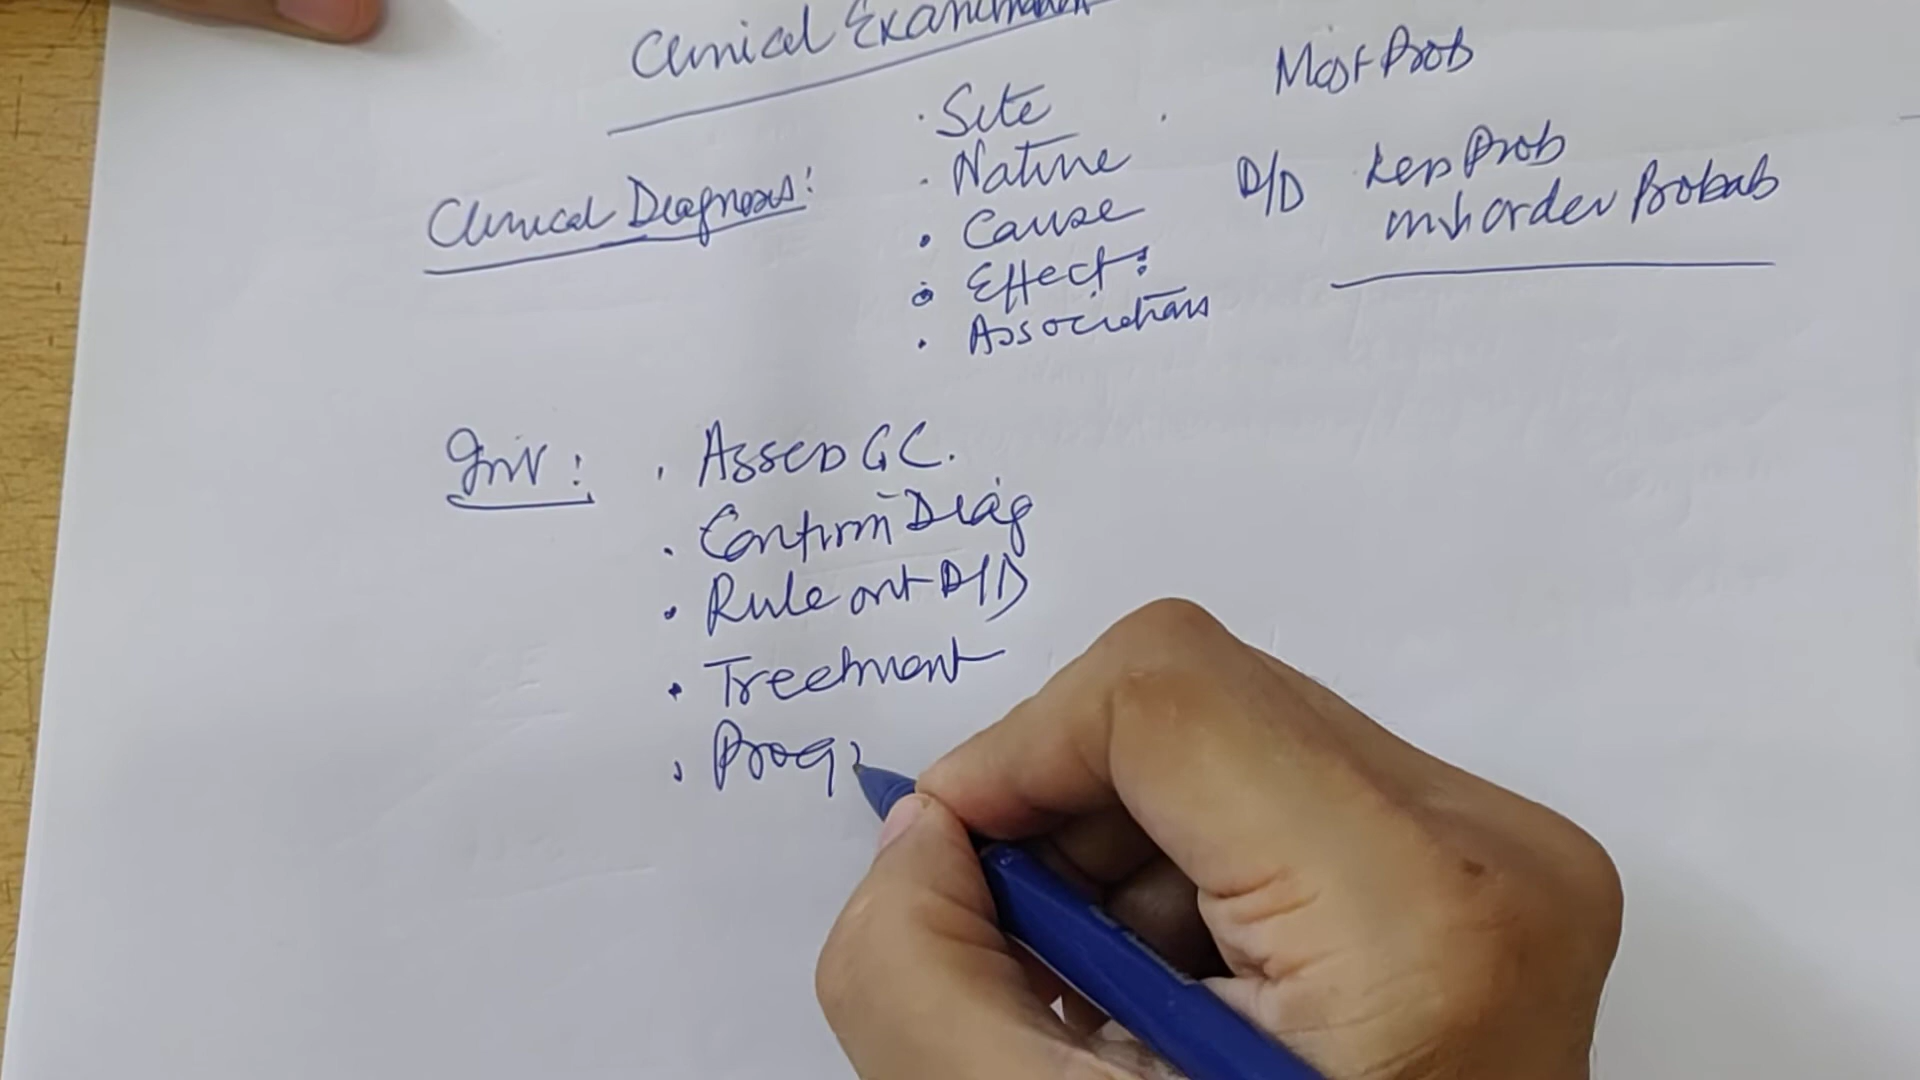 Clinical Examination
Most Prob
Clinical Diagnosis:
. Site
. Nature
• Cause
• Effect:
• Associations
D/D Less Prob
in order Probab
Inv: . Assess G.C.
. Confirm Diag
• Rule out D/D
• Treetment
• Prog